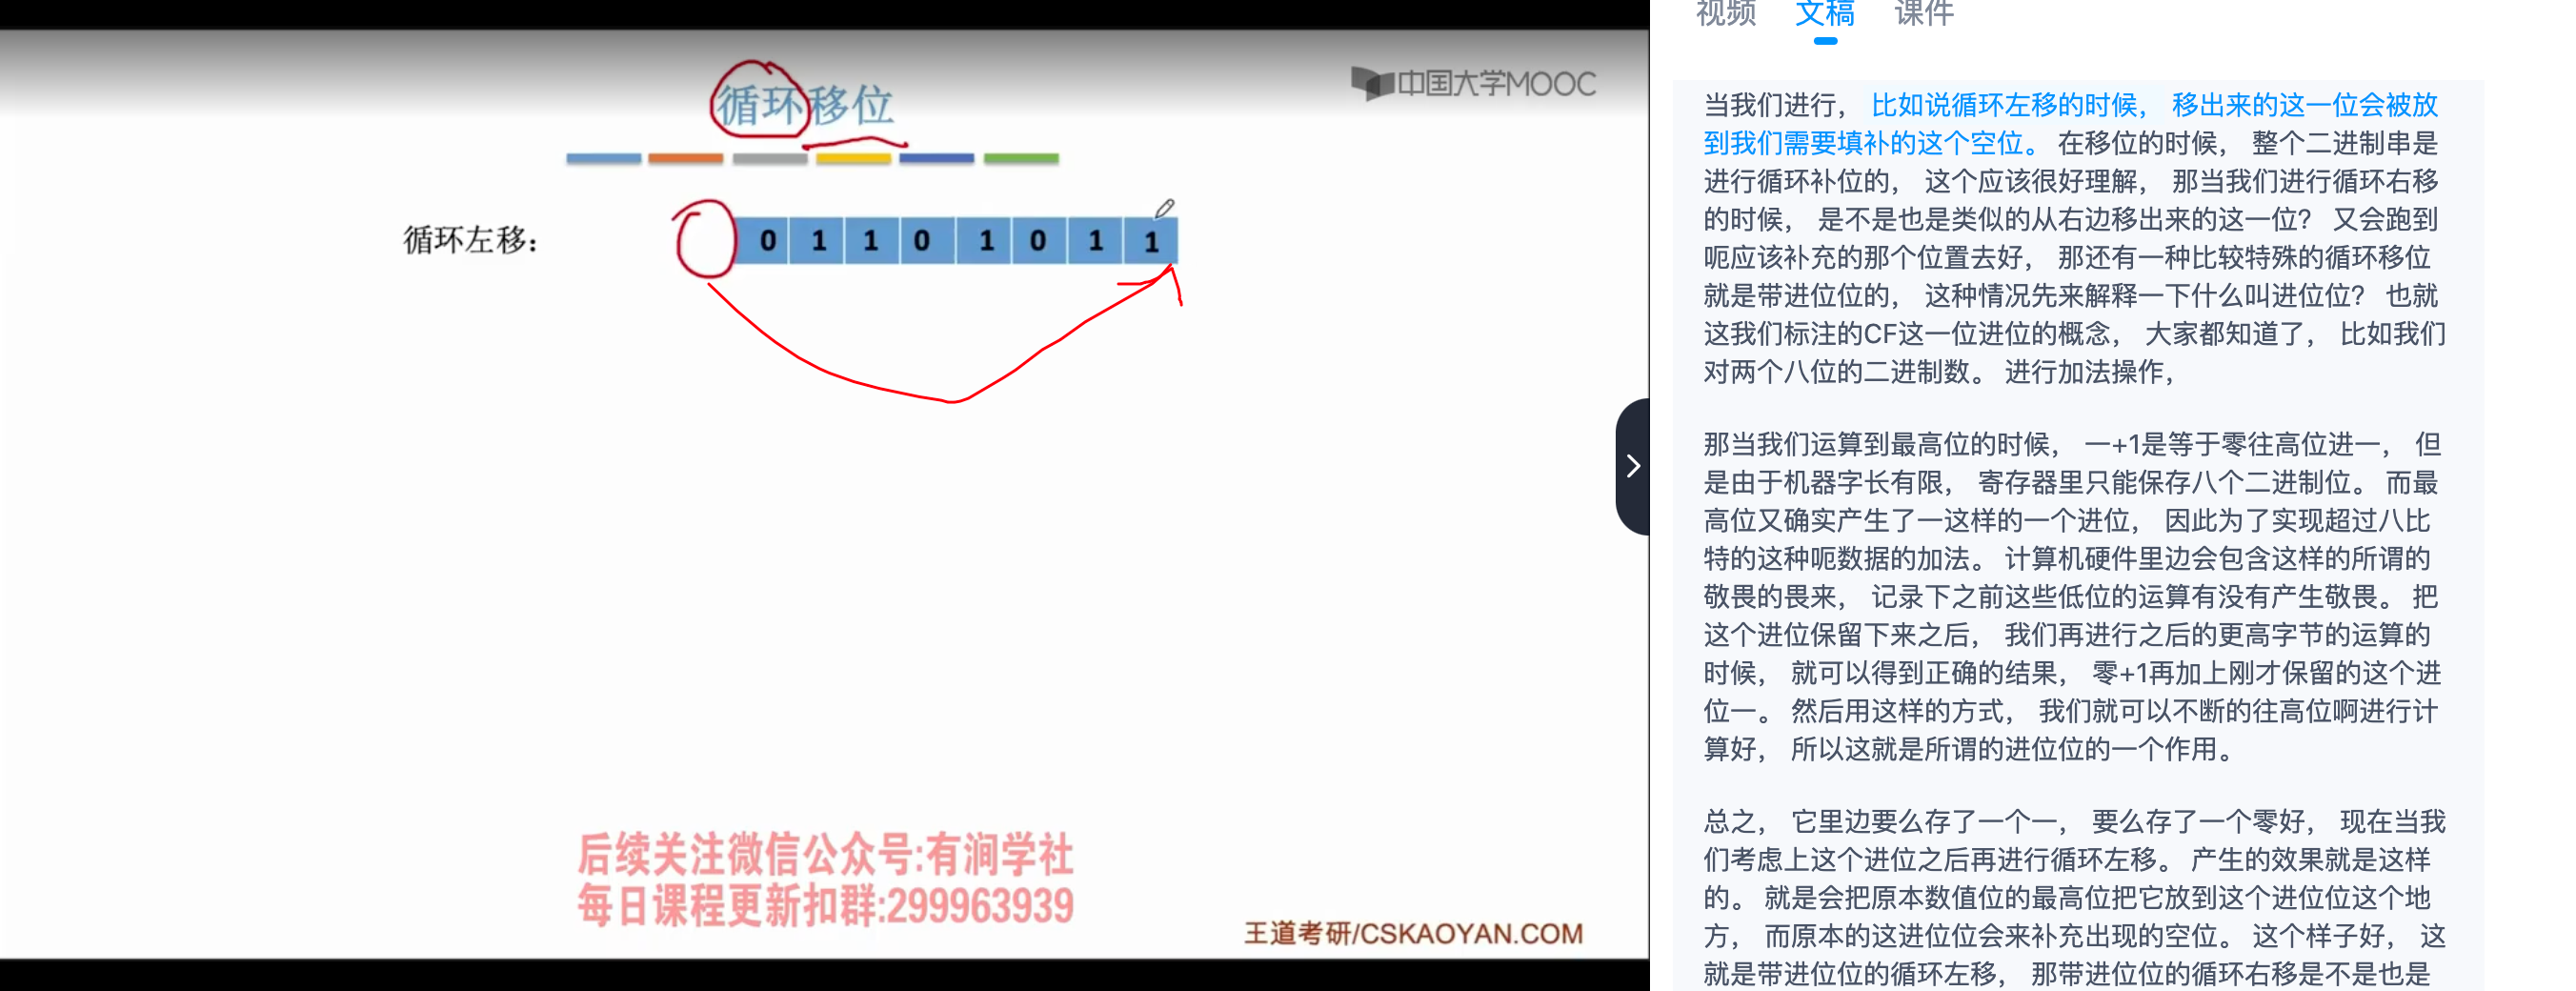 循环移位
中国大学MOOC
循环左移：
0 1 1 0 1 0 1 1
后续关注微信公众号:有涧学社
每日课程更新扣群:299963939
王道考研/CSKAOYAN.COM
视频 文稿 课件
当我们进行， 比如说循环左移的时候， 移出来的这一位会被放
到我们需要填补的这个空位。 在移位的时候， 整个二进制串是
进行循环补位的， 这个应该很好理解， 那当我们进行循环右移
的时候， 是不是也是类似的从右边移出来的这一位？ 又会跑到
呃应该补充的那个位置去好， 那还有一种比较特殊的循环移位
就是带进位位的， 这种情况先来解释一下什么叫进位位？ 也就
这我们标注的CF这一位进位的概念， 大家都知道了， 比如我们
对两个八位的二进制数。 进行加法操作，
那当我们运算到最高位的时候， 一+1是等于零往高位进一， 但
是由于机器字长有限， 寄存器里只能保存八个二进制位。 而最
高位又确实产生了一这样的一个进位， 因此为了实现超过八比
特的这种呃数据的加法。 计算机硬件里边会包含这样的所谓的
敬畏的畏来， 记录下之前这些低位的运算有没有产生敬畏。 把
这个进位保留下来之后， 我们再进行之后的更高字节的运算的
时候， 就可以得到正确的结果， 零+1再加上刚才保留的这个进
位一。 然后用这样的方式， 我们就可以不断的往高位啊进行计
算好， 所以这就是所谓的进位位的一个作用。
总之， 它里边要么存了一个一， 要么存了一个零好， 现在当我
们考虑上这个进位之后再进行循环左移。 产生的效果就是这样
的。 就是会把原本数值位的最高位把它放到这个进位位这个地
方， 而原本的这进位位会来补充出现的空位。 这个样子好， 这
就是带进位位的循环左移， 那带进位位的循环右移是不是也是